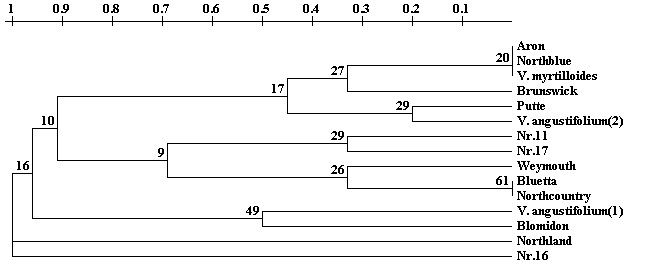 1 0.9 0.8 0.7 0.6 0.5 0.4 0.3 0.2 0.1
Aron
20 Northblue
27 V. myrtilloides
17 Brunswick
29 Putte
10 V. angustifolium(2)
29 Nr.11
9 Nr.17
16 26 Weymouth
61 Bluetta
Northcountry
49 V. angustifolium(1)
Blomidon
Northland
Nr.16